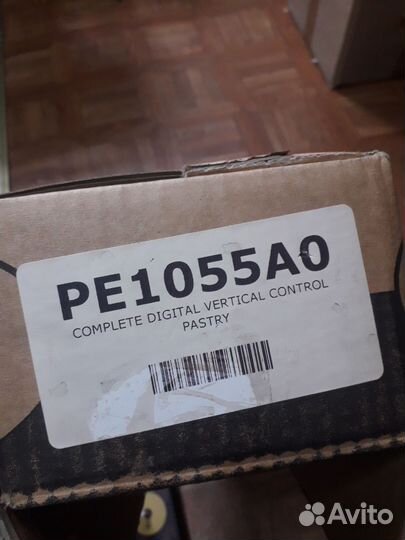 PE1055A0
COMPLETE DIGITAL VERTICAL CONTROL
PASTRY
Avito